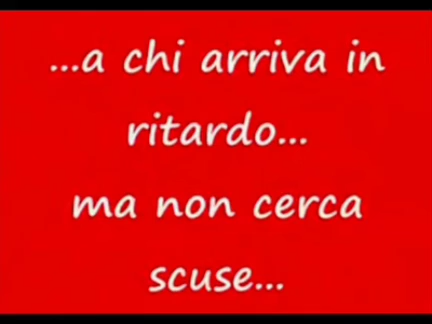 ...a chi arriva in
ritardo...
ma non cerca
scuse...